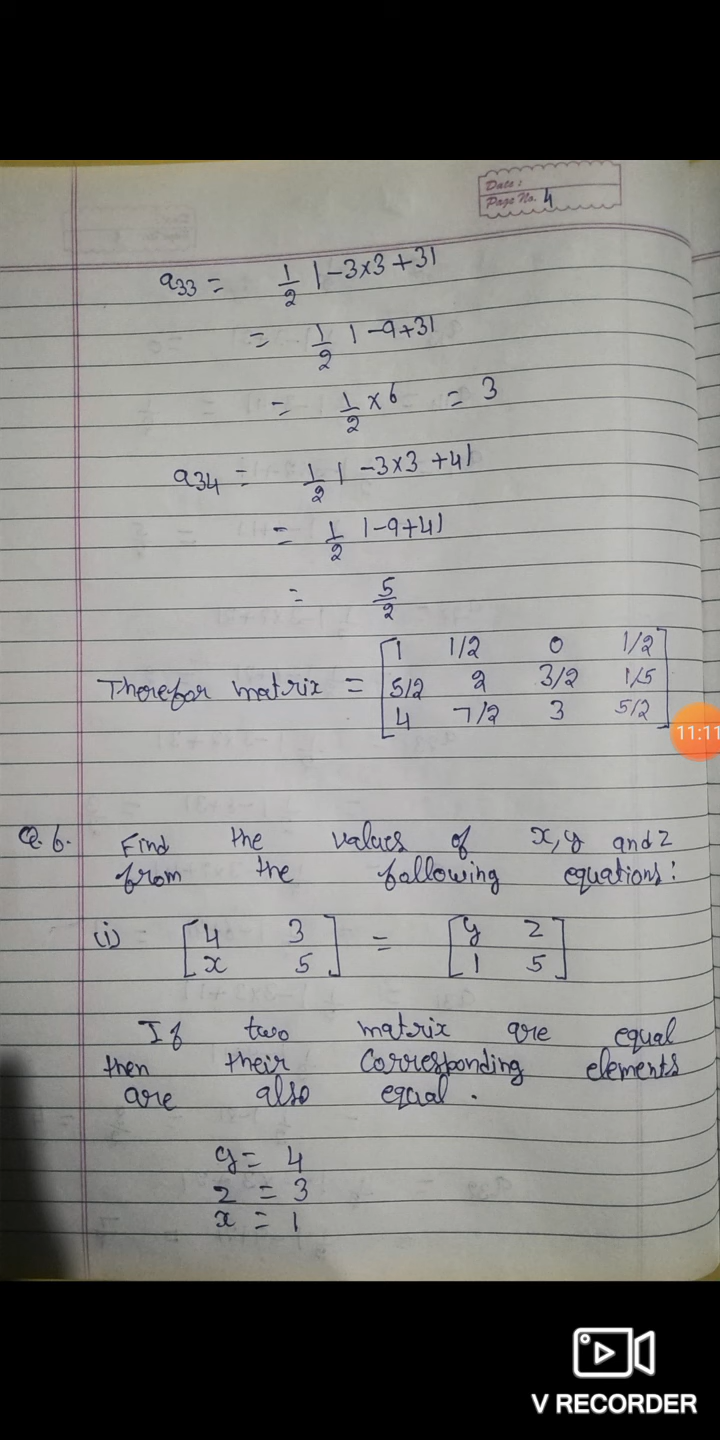 Date :
Page No. 4
a33 = 1/2 |-3x3+3|
= 1/2 |-9+3|
= 1/2 x 6 = 3
a34 = 1/2 |-3x3+4|
= 1/2 |-9+4|
= 5/2
[1 1/2 0 1/2]
Therefor matrix = [5/2 2 3/2 1/5]
[4 7/2 3 5/2]
11:11
Q.6. Find the values of x, y and z
from the following equations:
(i) [4 3] = [y z]
[x 5] [1 5]
If two matrix are equal
then their corresponding elements
are also equal.
y = 4
z = 3
x = 1
V RECORDER